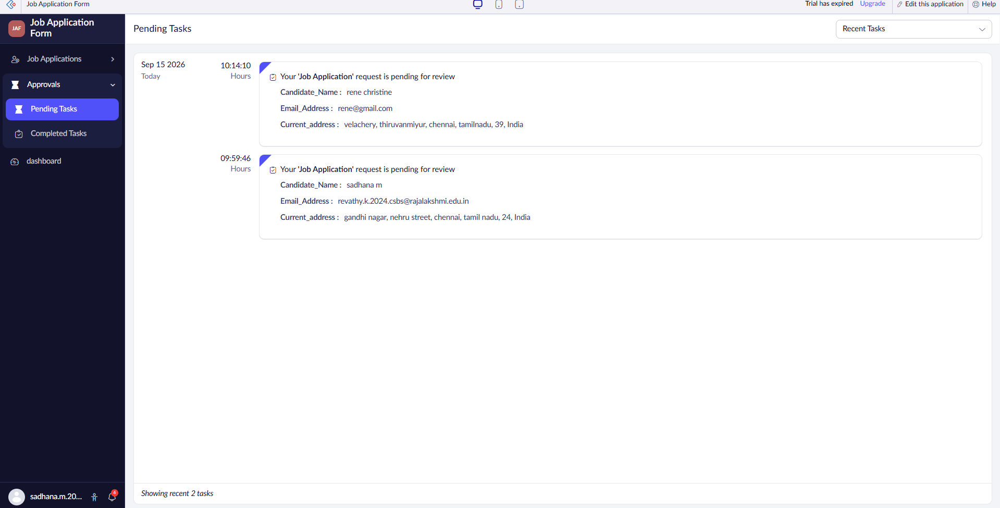 Job Application Form
Trial has expired Upgrade Edit this application Help
JAF Job Application Form
Job Applications
Approvals
Pending Tasks
Completed Tasks
dashboard
sadhana.m.20... 6
Pending Tasks
Recent Tasks
Sep 15 2026
Today
10:14:10
Hours
Your 'Job Application' request is pending for review
Candidate_Name : rene christine
Email_Address : rene@gmail.com
Current_address : velachery, thiruvanmiyur, chennai, tamilnadu, 39, India
09:59:46
Hours
Your 'Job Application' request is pending for review
Candidate_Name : sadhana m
Email_Address : revathy.k.2024.csbs@rajalakshmi.edu.in
Current_address : gandhi nagar, nehru street, chennai, tamil nadu, 24, India
Showing recent 2 tasks